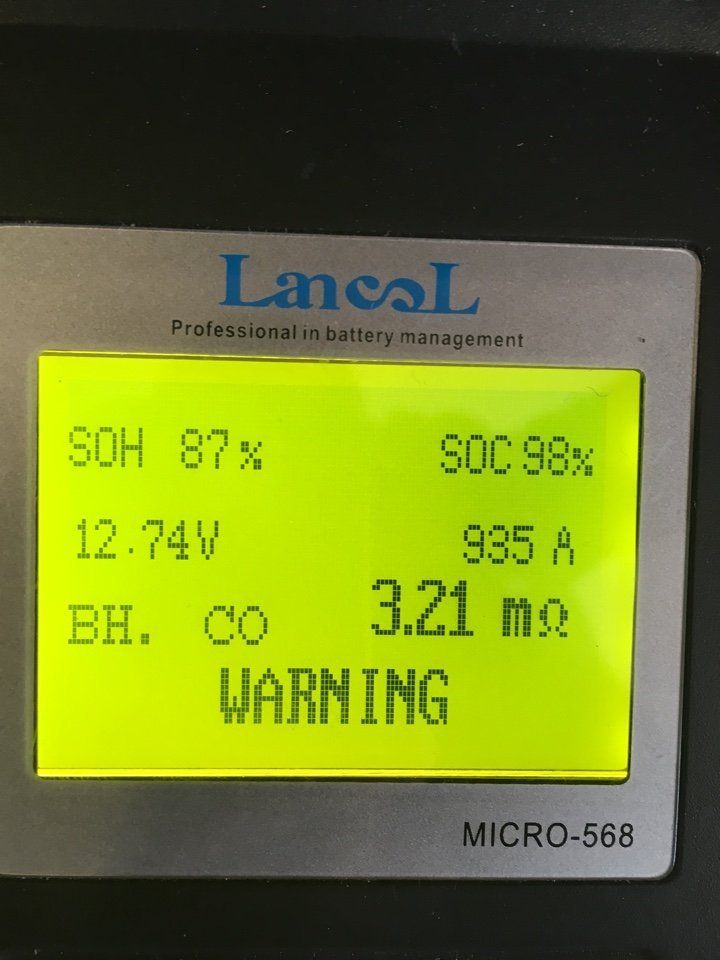 Lancol
Professional in battery management
SOH 87% SOC 98%
12.74V 935 A
BH. CO 3.21 mΩ
WARNING
MICRO-568